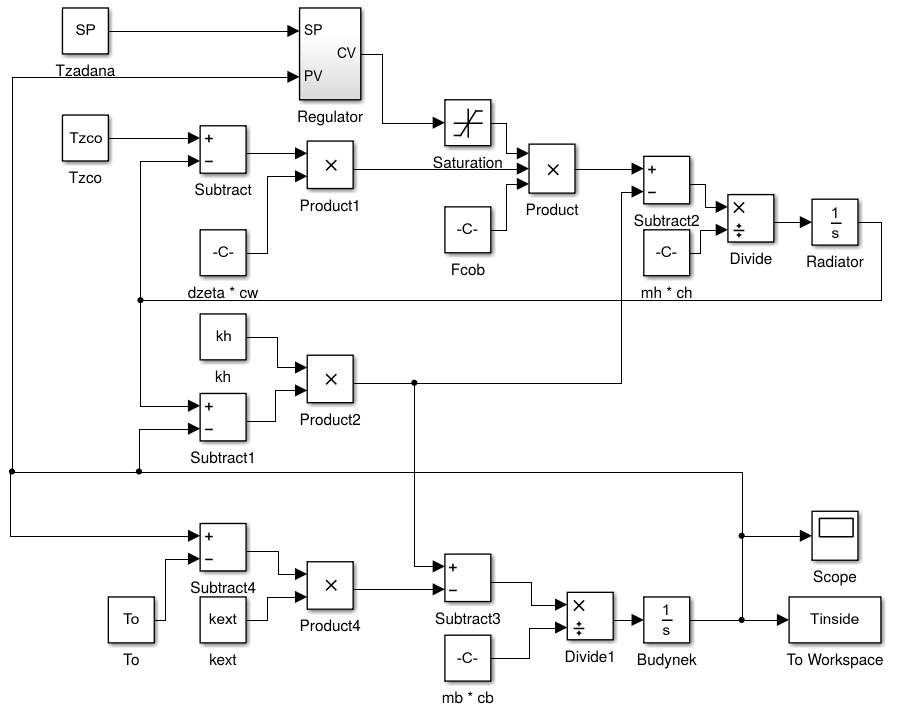 SP
Tzadana
SP
CV
PV
Regulator
Tzco
Tzco
+
−
Subtract
×
Product1
Saturation
×
Product
-C-
dzeta * cw
-C-
Fcob
+
−
Subtract2
-C-
mh * ch
×
÷
Divide
1
s
Radiator
kh
kh
×
Product2
+
−
Subtract1
+
−
Subtract4
To
To
kext
kext
×
Product4
+
−
Subtract3
-C-
mb * cb
×
÷
Divide1
1
s
Budynek
Scope
Tinside
To Workspace